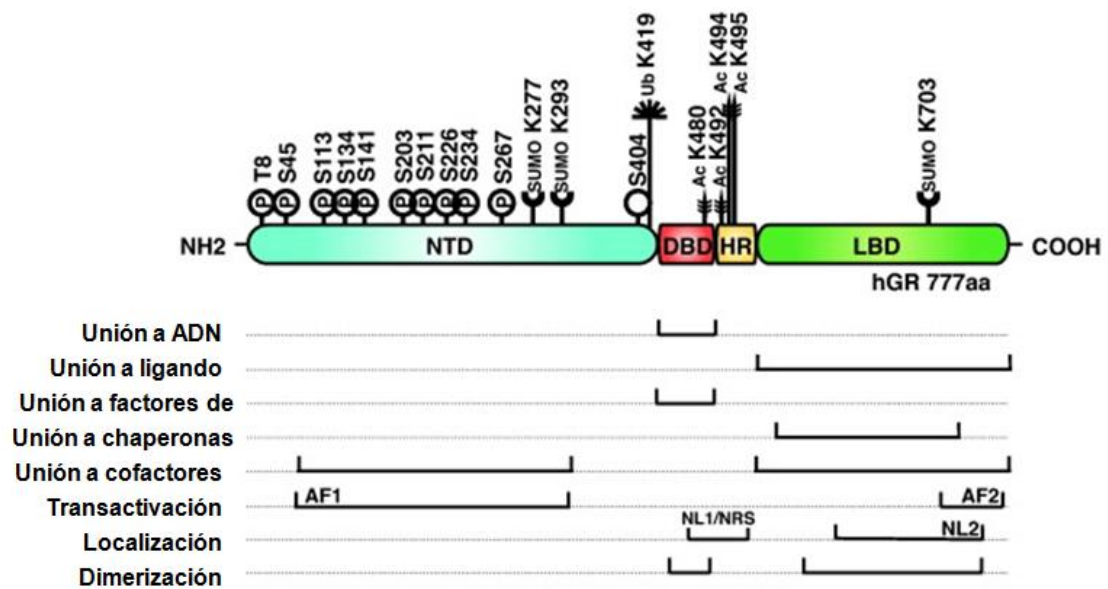 T8
S45
S113
S134
S141
S203
S211
S226
S234
S267
SUMO K277
SUMO K293
S404
Ub K419
Ac K480
Ac K492
Ac K494
Ac K495
SUMO K703
P P P P P P P P P P
NH2
NTD
DBD
HR
LBD
COOH
hGR 777aa
Unión a ADN
Unión a ligando
Unión a factores de
Unión a chaperonas
Unión a cofactores
Transactivación
AF1
AF2
NL1/NRS
Localización
NL2
Dimerización